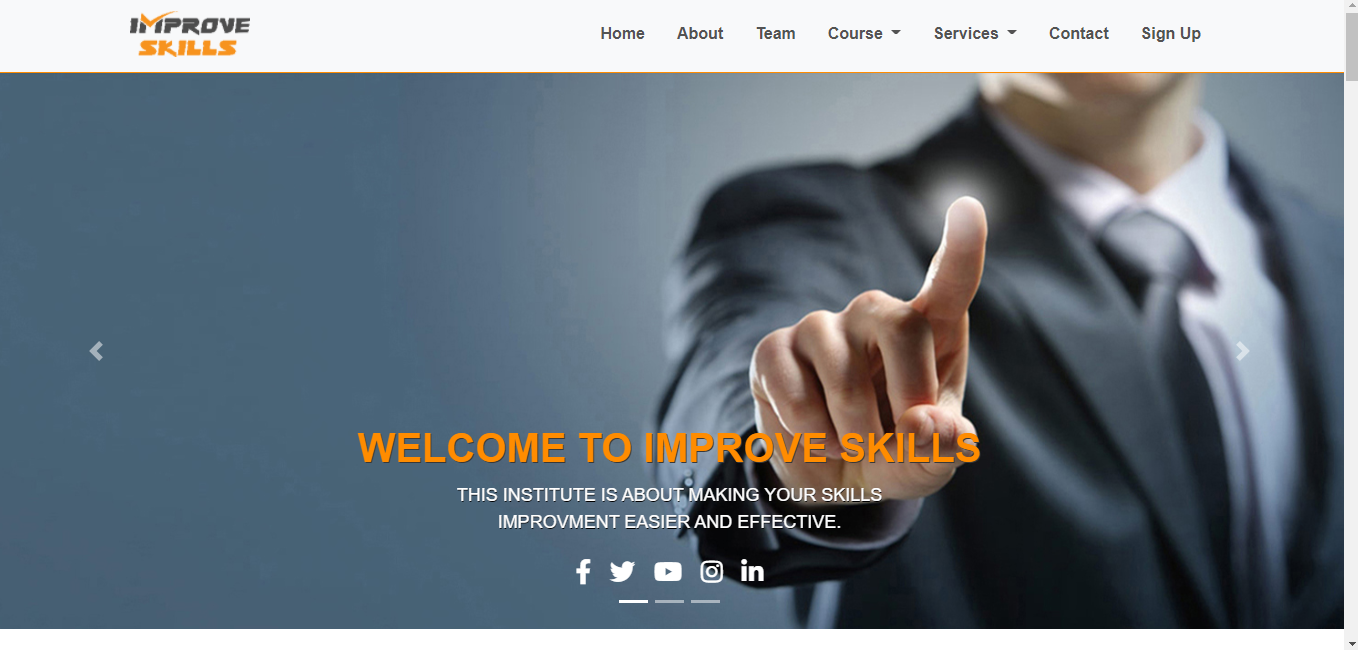 IMPROVE
SKILLS
Home About Team Course Services Contact Sign Up
WELCOME TO IMPROVE SKILLS
THIS INSTITUTE IS ABOUT MAKING YOUR SKILLS
IMPROVMENT EASIER AND EFFECTIVE.